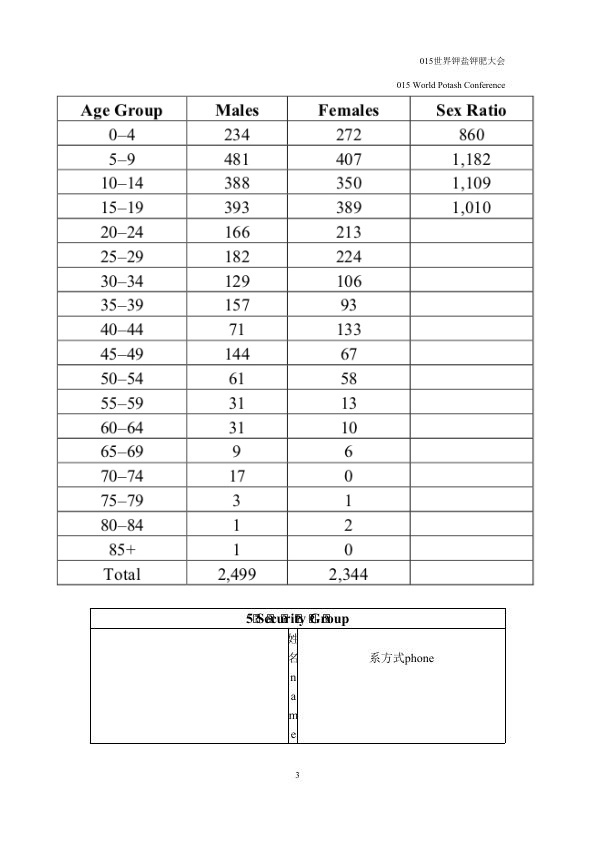 015世界钾盐钾肥大会
015 World Potash Conference
Age Group Males Females Sex Ratio
0–4 234 272 860
5–9 481 407 1,182
10–14 388 350 1,109
15–19 393 389 1,010
20–24 166 213
25–29 182 224
30–34 129 106
35–39 157 93
40–44 71 133
45–49 144 67
50–54 61 58
55–59 31 13
60–64 31 10
65–69 9 6
70–74 17 0
75–79 3 1
80–84 1 2
85+ 1 0
Total 2,499 2,344
Security Group
姓
名
n
a
m
e
系方式phone
3